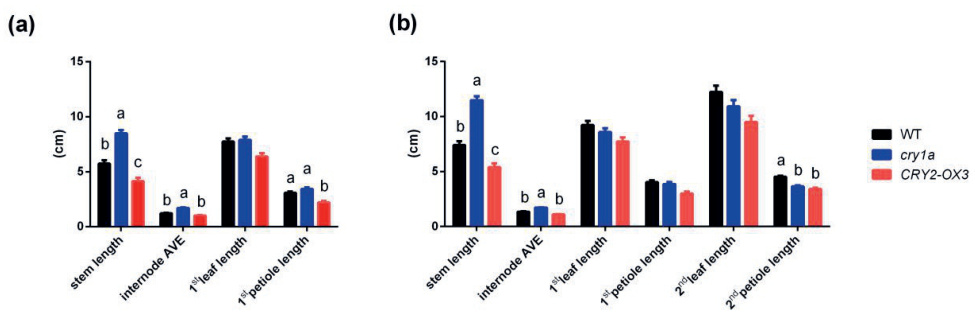 (a)
15
10
5
0
(cm)
b
a
c
b
a
b
a
a
b
stem length
internode AVE
1st leaf length
1st petiole length
(b)
15
10
5
0
(cm)
b
a
c
b
a
b
a
b
b
stem length
internode AVE
1st leaf length
1st petiole length
2nd leaf length
2nd petiole length
WT
cry1a
CRY2-OX3